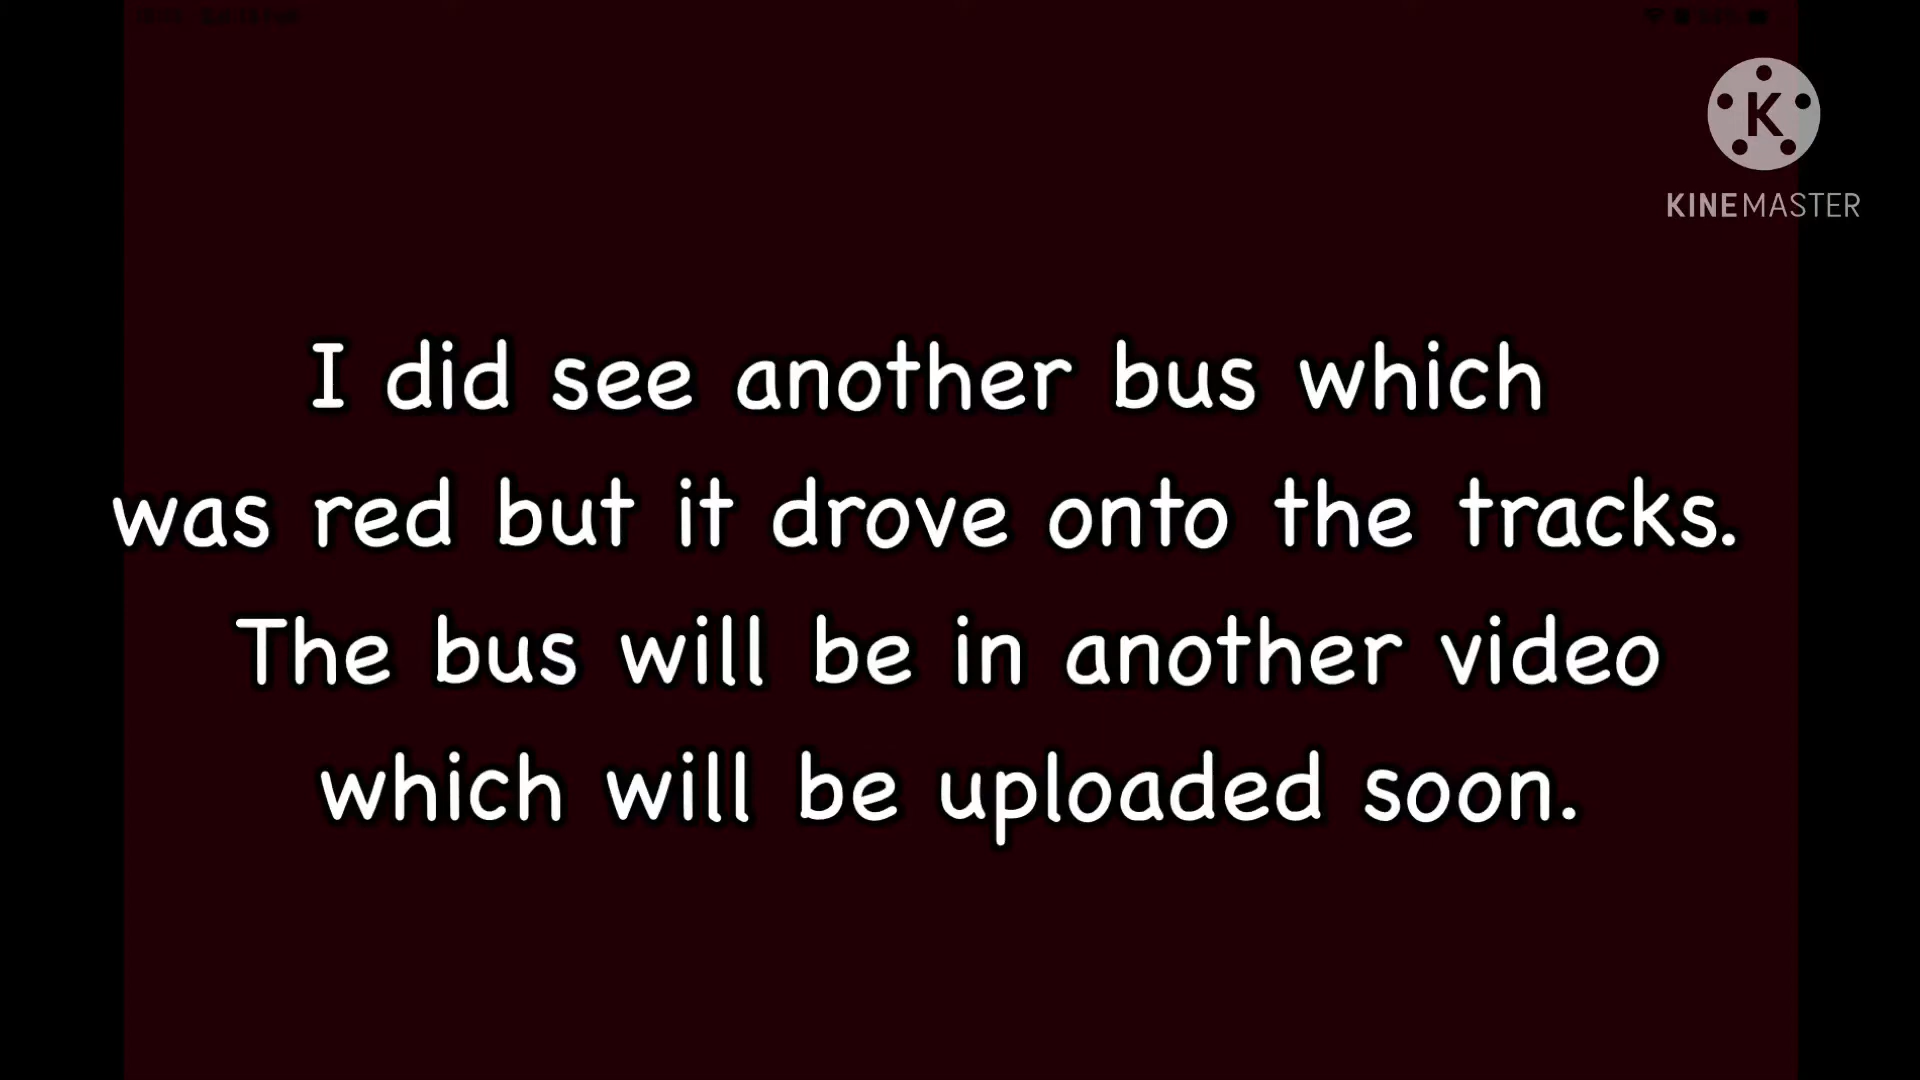 K
KINEMASTER
I did see another bus which
was red but it drove onto the tracks.
The bus will be in another video
which will be uploaded soon.